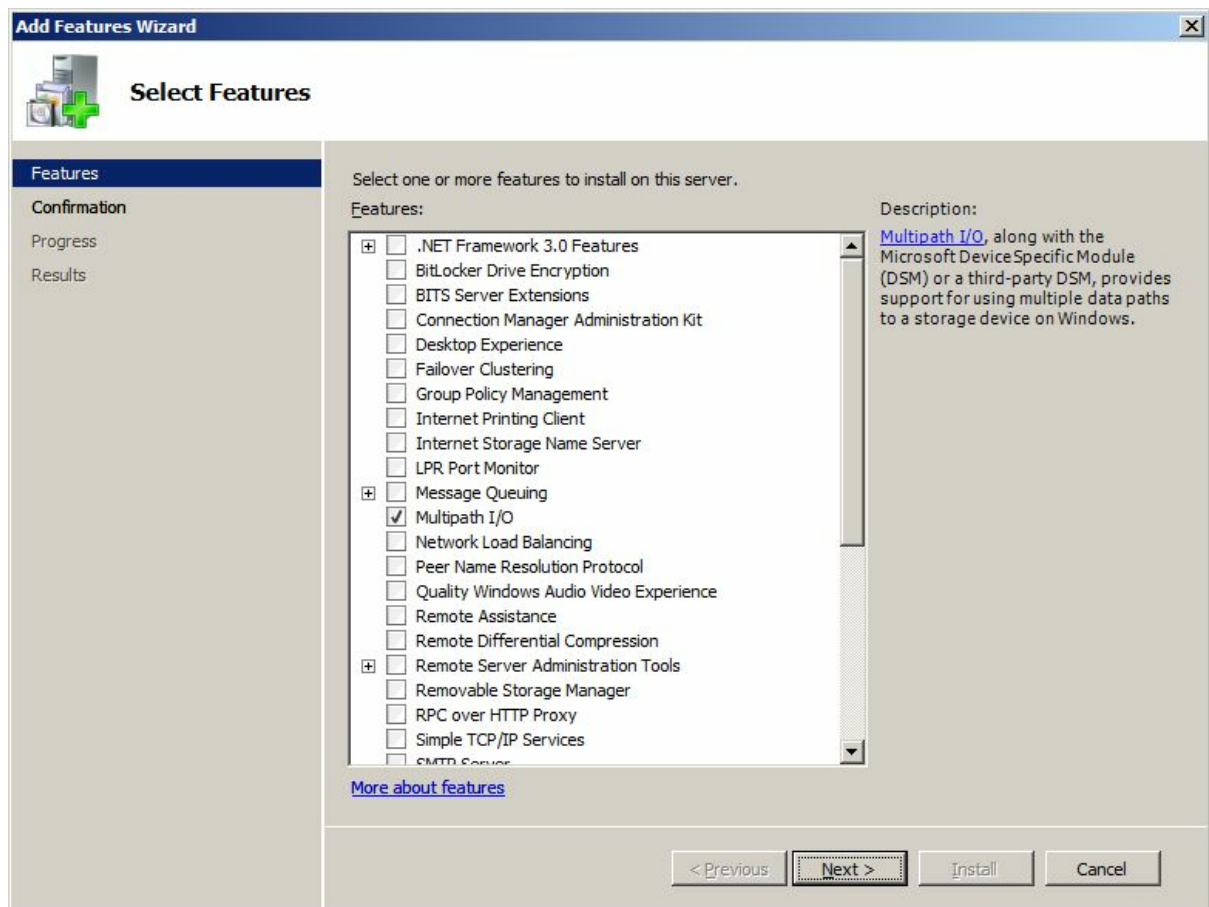 Add Features Wizard
Select Features
Features
Confirmation
Progress
Results
Select one or more features to install on this server.
Features:
.NET Framework 3.0 Features
BitLocker Drive Encryption
BITS Server Extensions
Connection Manager Administration Kit
Desktop Experience
Failover Clustering
Group Policy Management
Internet Printing Client
Internet Storage Name Server
LPR Port Monitor
Message Queuing
Multipath I/O
Network Load Balancing
Peer Name Resolution Protocol
Quality Windows Audio Video Experience
Remote Assistance
Remote Differential Compression
Remote Server Administration Tools
Removable Storage Manager
RPC over HTTP Proxy
Simple TCP/IP Services
SMTP Server
More about features
Description:
Multipath I/O, along with the
Microsoft Device Specific Module
(DSM) or a third-party DSM, provides
support for using multiple data paths
to a storage device on Windows.
< Previous
Next >
Install
Cancel